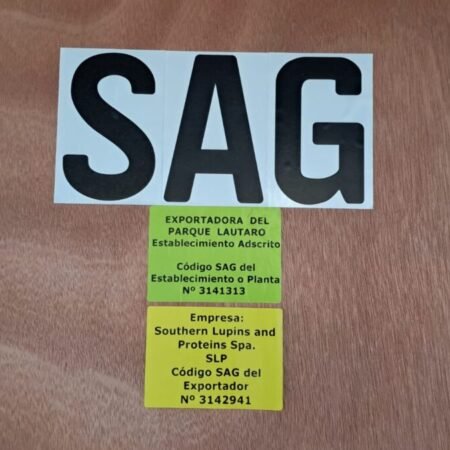 SAG
EXPORTADORA DEL
PARQUE LAUTARO
Establecimiento Adscrito
Código SAG del
Establecimiento o Planta
Nº 3141313
Empresa:
Southern Lupins and
Proteins Spa.
SLP
Código SAG del
Exportador
Nº 3142941